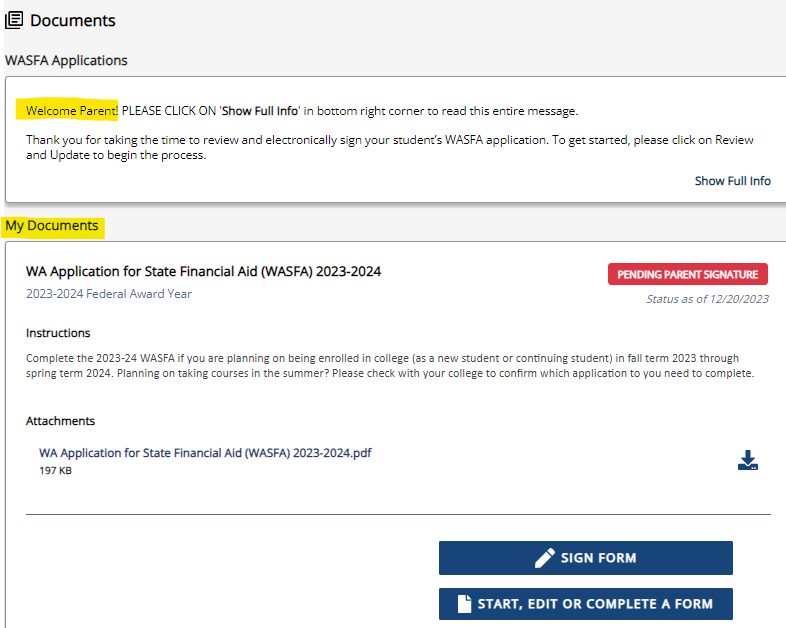 Documents
WASFA Applications
Welcome Parent! PLEASE CLICK ON 'Show Full Info' in bottom right corner to read this entire message.
Thank you for taking the time to review and electronically sign your student's WASFA application. To get started, please click on Review
and Update to begin the process.
Show Full Info
My Documents
WA Application for State Financial Aid (WASFA) 2023-2024
PENDING PARENT SIGNATURE
2023-2024 Federal Award Year
Status as of 12/20/2023
Instructions
Complete the 2023-24 WASFA if you are planning on being enrolled in college (as a new student or continuing student) in fall term 2023 through
spring term 2024. Planning on taking courses in the summer? Please check with your college to confirm which application to you need to complete.
Attachments
WA Application for State Financial Aid (WASFA) 2023-2024.pdf
197 KB
SIGN FORM
START, EDIT OR COMPLETE A FORM